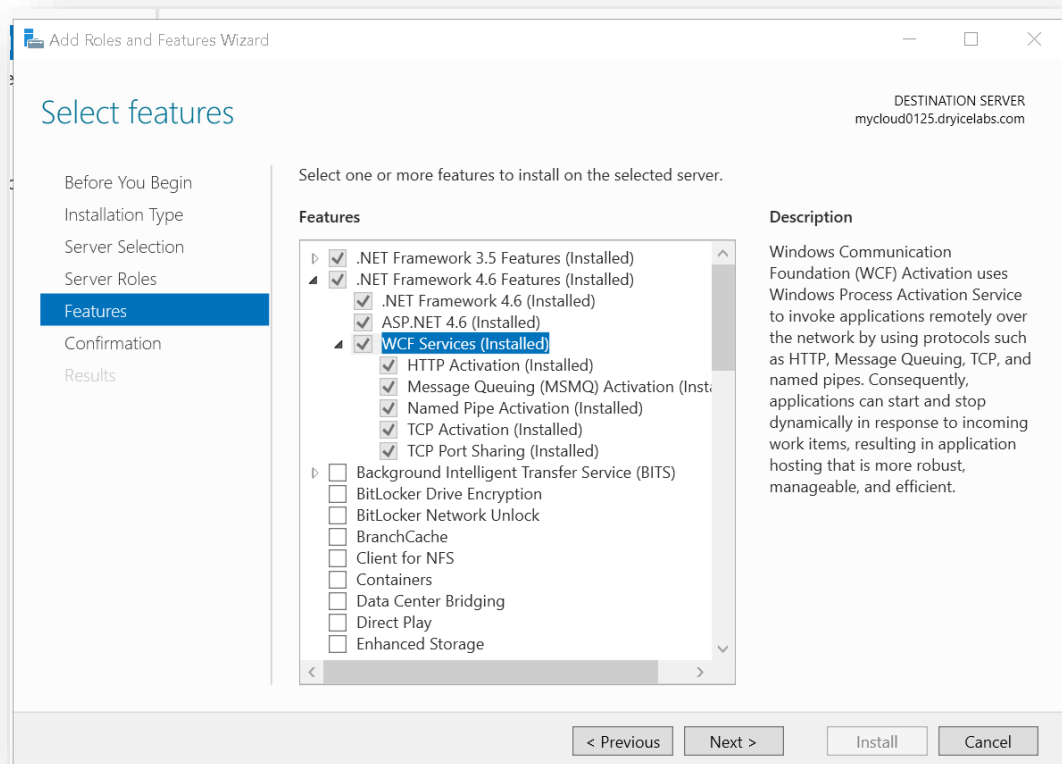 Add Roles and Features Wizard
Select features
DESTINATION SERVER
mycloud0125.dryicelabs.com
Before You Begin
Installation Type
Server Selection
Server Roles
Features
Confirmation
Results
Select one or more features to install on the selected server.
Features
.NET Framework 3.5 Features (Installed)
.NET Framework 4.6 Features (Installed)
.NET Framework 4.6 (Installed)
ASP.NET 4.6 (Installed)
WCF Services (Installed)
HTTP Activation (Installed)
Message Queuing (MSMQ) Activation (Insta
Named Pipe Activation (Installed)
TCP Activation (Installed)
TCP Port Sharing (Installed)
Background Intelligent Transfer Service (BITS)
BitLocker Drive Encryption
BitLocker Network Unlock
BranchCache
Client for NFS
Containers
Data Center Bridging
Direct Play
Enhanced Storage
Description
Windows Communication
Foundation (WCF) Activation uses
Windows Process Activation Service
to invoke applications remotely over
the network by using protocols such
as HTTP, Message Queuing, TCP, and
named pipes. Consequently,
applications can start and stop
dynamically in response to incoming
work items, resulting in application
hosting that is more robust,
manageable, and efficient.
< Previous
Next >
Install
Cancel